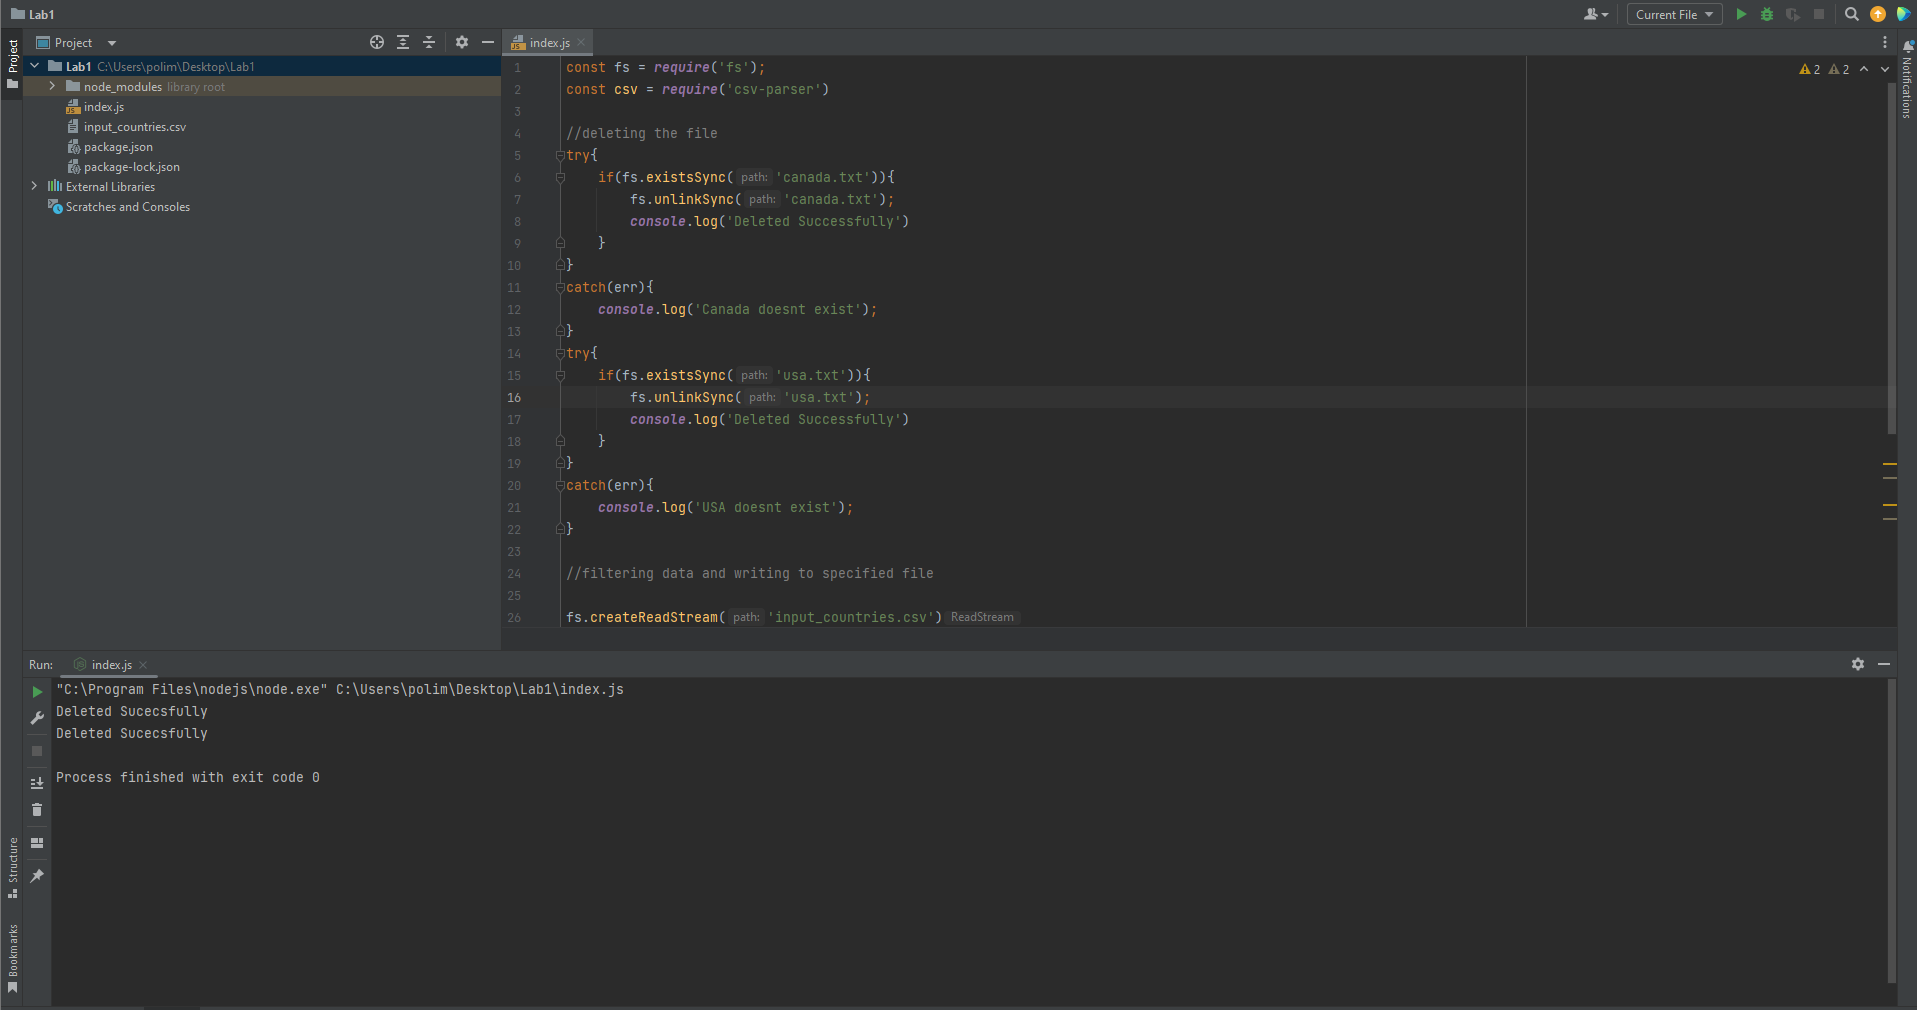 Lab1
Current File
Project
Project
index.js
Lab1 C:\Users\polim\Desktop\Lab1
node_modules library root
index.js
input_countries.csv
package.json
package-lock.json
External Libraries
Scratches and Consoles
2 2
Notifications
1 const fs = require('fs');
2 const csv = require('csv-parser')
3
4 //deleting the file
5 try{
6 if(fs.existsSync( path: 'canada.txt')){
7 fs.unlinkSync( path: 'canada.txt');
8 console.log('Deleted Successfully')
9 }
10 }
11 catch(err){
12 console.log('Canada doesnt exist');
13 }
14 try{
15 if(fs.existsSync( path: 'usa.txt')){
16 fs.unlinkSync( path: 'usa.txt');
17 console.log('Deleted Successfully')
18 }
19 }
20 catch(err){
21 console.log('USA doesnt exist');
22 }
23
24 //filtering data and writing to specified file
25
26 fs.createReadStream( path: 'input_countries.csv') ReadStream
Run: index.js
"C:\Program Files\nodejs\node.exe" C:\Users\polim\Desktop\Lab1\index.js
Deleted Sucecsfully
Deleted Sucecsfully
Process finished with exit code 0
Structure
Bookmarks